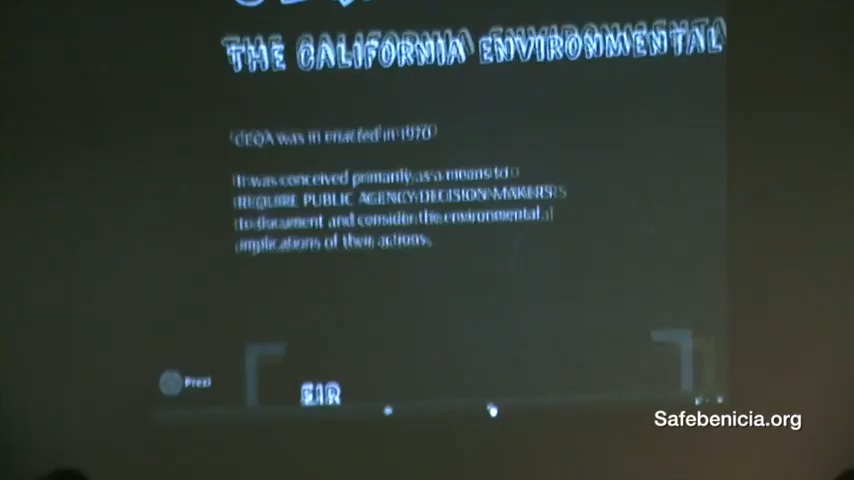 THE CALIFORNIA ENVIRONMENTAL
CEQA was in enacted in 1970
It was conceived primarily as a means to
REQUIRE PUBLIC AGENCY DECISION-MAKERS
to document and consider the environmental
implications of their actions.
Prezi
EIR
Safebenicia.org